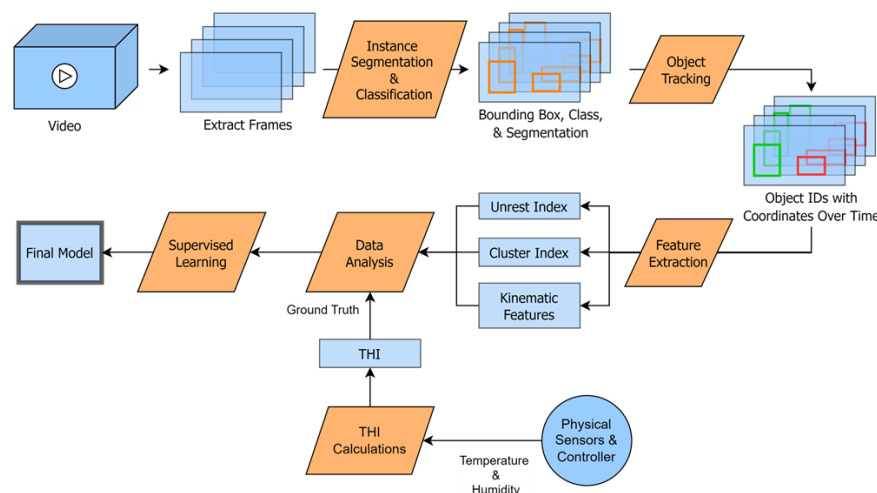 Video
Extract Frames
Instance
Segmentation
&
Classification
Bounding Box, Class,
& Segmentation
Object
Tracking
Object IDs with
Coordinates Over Time
Feature
Extraction
Unrest Index
Cluster Index
Kinematic
Features
Data
Analysis
Supervised
Learning
Final Model
Ground Truth
THI
THI
Calculations
Temperature
&
Humidity
Physical
Sensors &
Controller